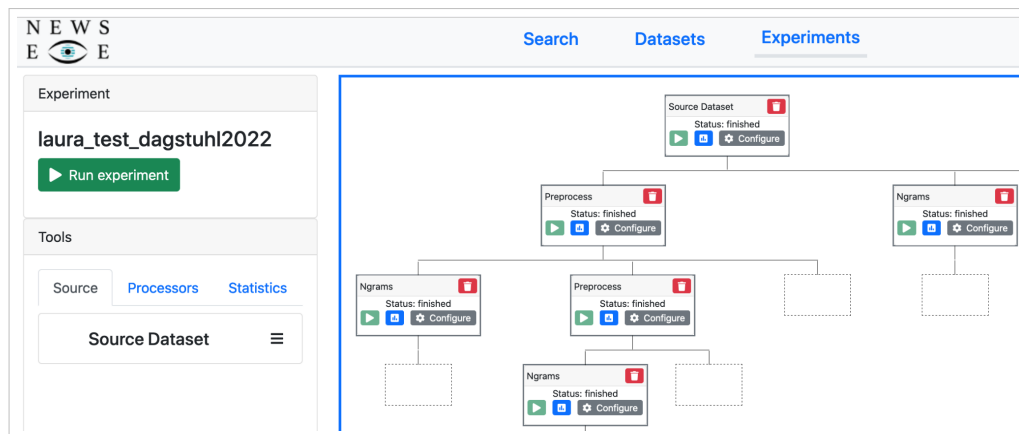 N E W S
E E
Search
Datasets
Experiments
Experiment
laura_test_dagstuhl2022
Run experiment
Tools
Source
Processors
Statistics
Source Dataset
Source Dataset
Status: finished
Configure
Preprocess
Status: finished
Configure
Ngrams
Status: finished
Configure
Ngrams
Status: finished
Configure
Preprocess
Status: finished
Configure
Ngrams
Status: finished
Configure